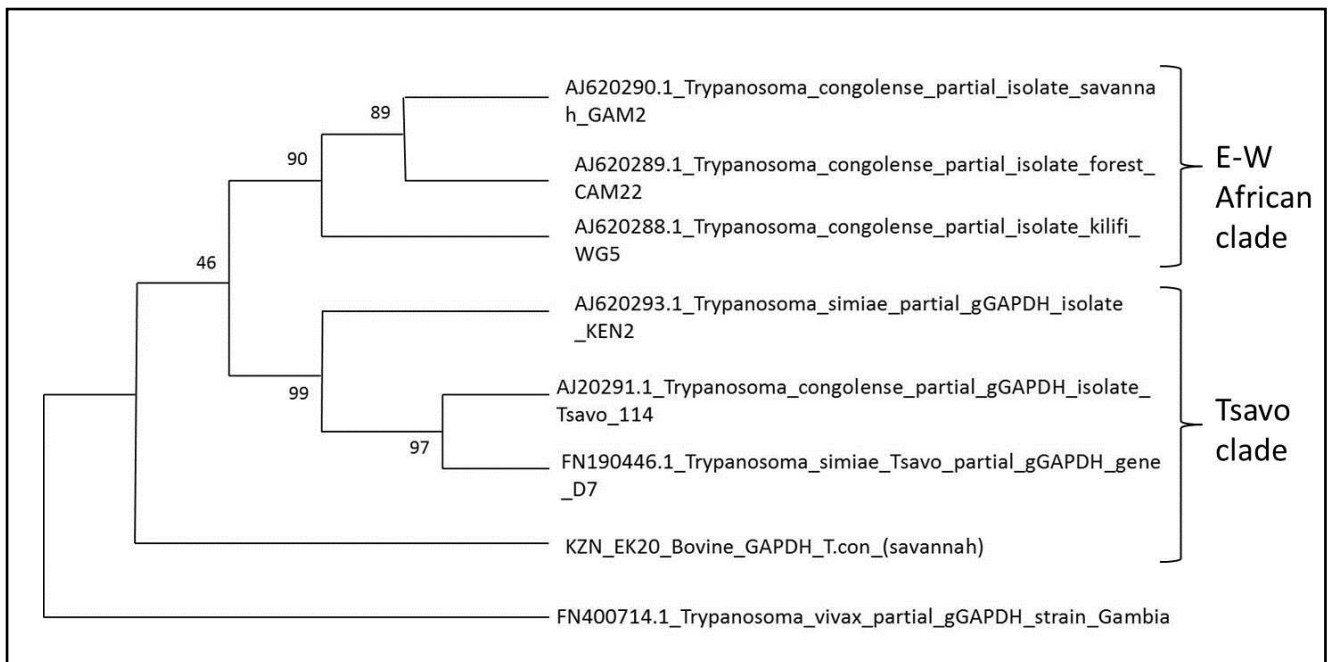 AJ620290.1_Trypanosoma_congolense_partial_isolate_savanna
h_GAM2
89
AJ620289.1_Trypanosoma_congolense_partial_isolate_forest_
CAM22
90
AJ620288.1_Trypanosoma_congolense_partial_isolate_kilifi_
WG5
E-W
African
clade
46
AJ620293.1_Trypanosoma_simiae_partial_gGAPDH_isolate
_KEN2
99
AJ20291.1_Trypanosoma_congolense_partial_gGAPDH_isolate_
Tsavo_114
97
FN190446.1_Trypanosoma_simiae_Tsavo_partial_gGAPDH_gene
_D7
KZN_EK20_Bovine_GAPDH_T.con_(savannah)
Tsavo
clade
FN400714.1_Trypanosoma_vivax_partial_gGAPDH_strain_Gambia